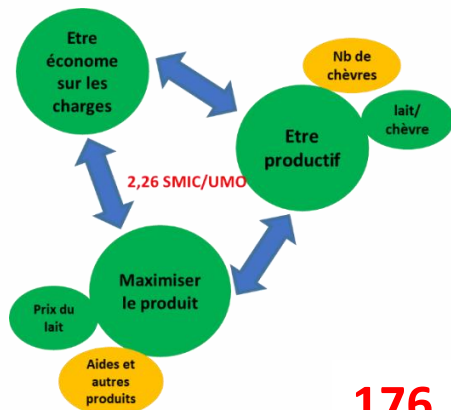 Etre
économe
sur les
charges
Nb de
chèvres
lait/
chèvre
Etre
productif
2,26 SMIC/UMO
Maximiser
le produit
Prix du
lait
Aides et
autres
produits
176